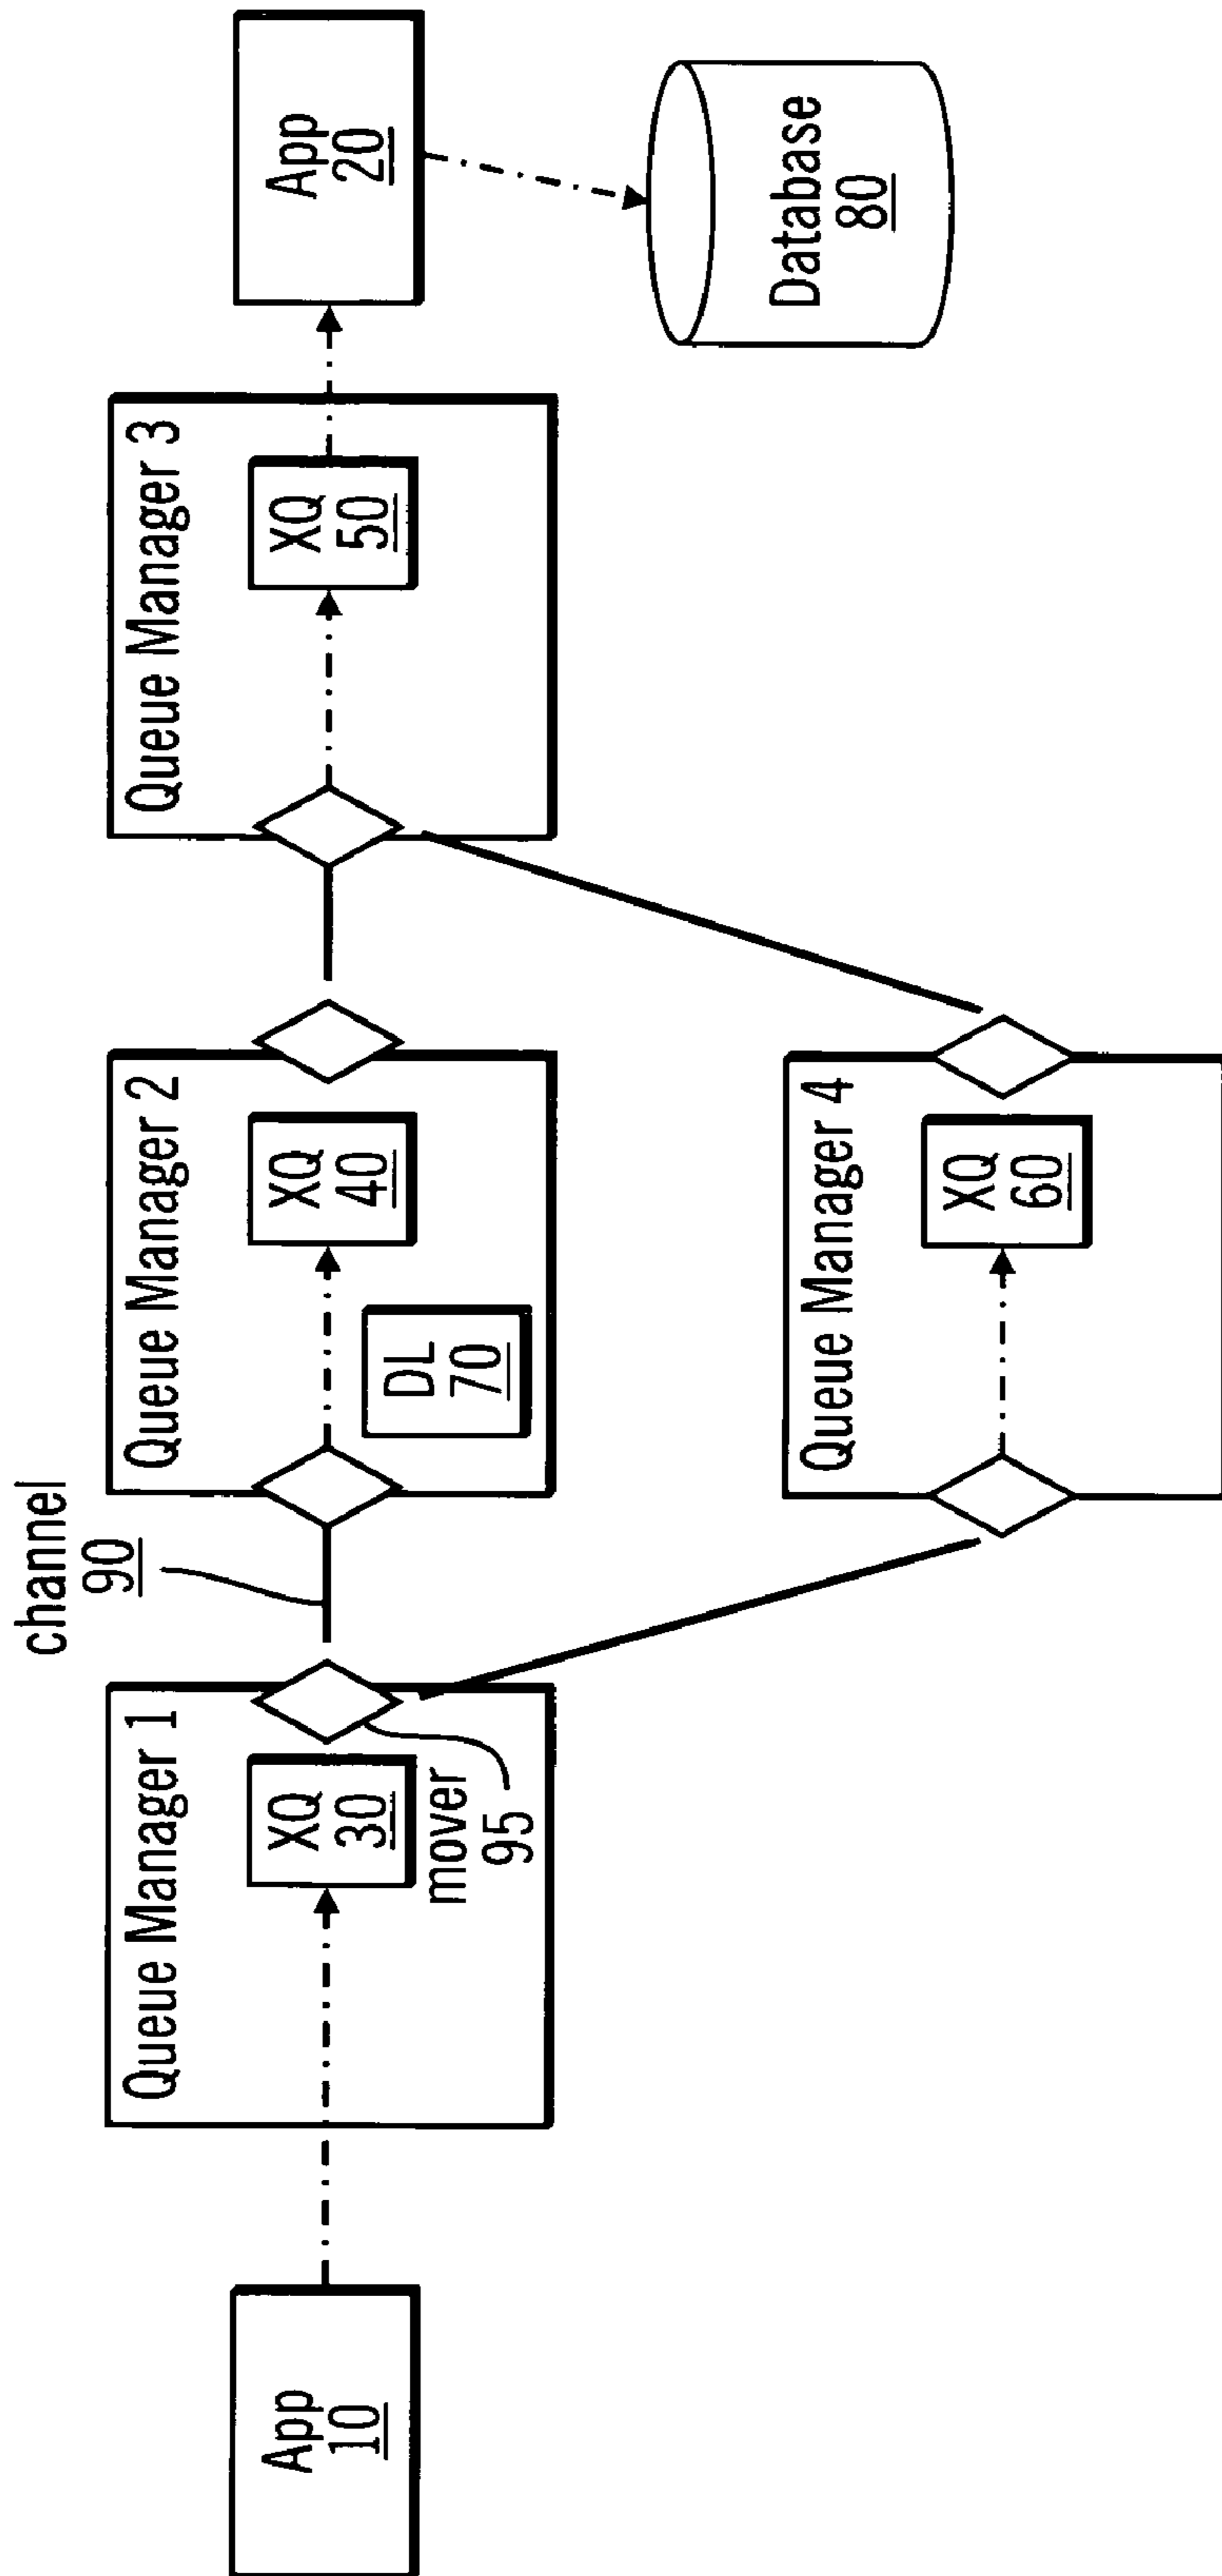 channel
90
Queue Manager 1
Queue Manager 2
Queue Manager 3
App
10
XQ
30
mover
95
DL
70
XQ
40
XQ
50
App
20
Queue Manager 4
XQ
60
Database
80